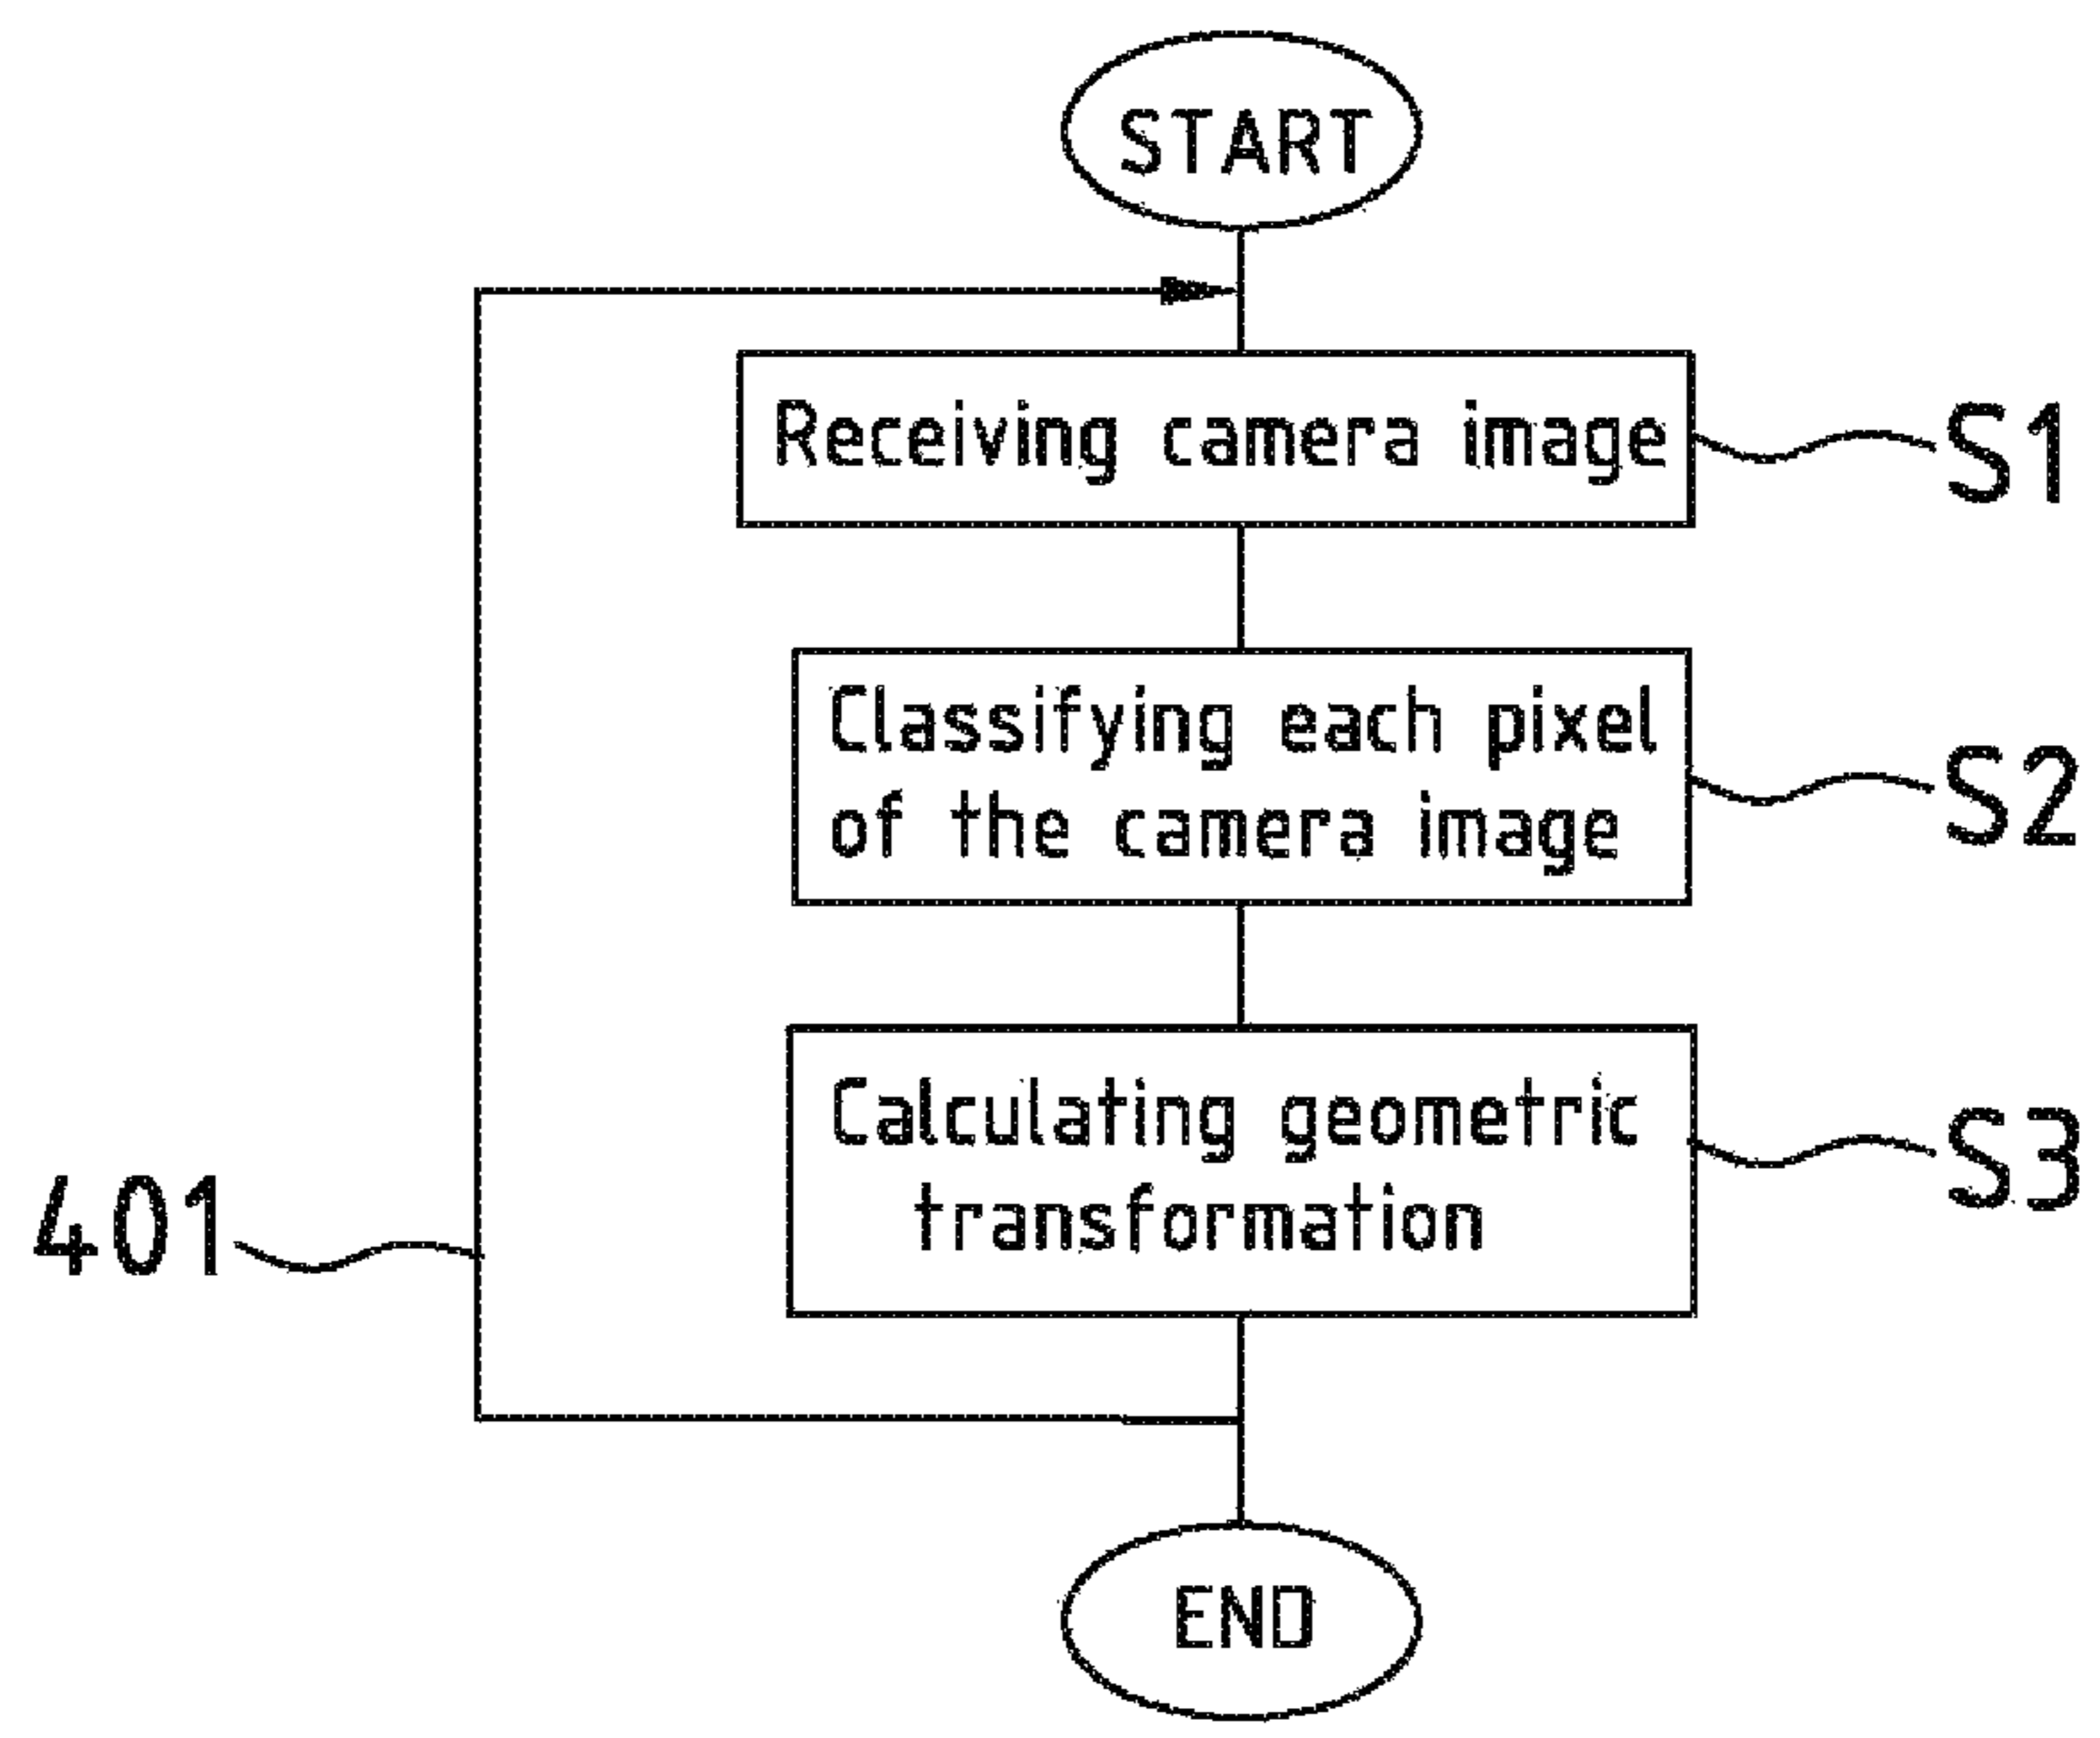 START
Receiving camera image
S1
Classifying each pixel
of the camera image
S2
Calculating geometric
transformation
S3
401
END